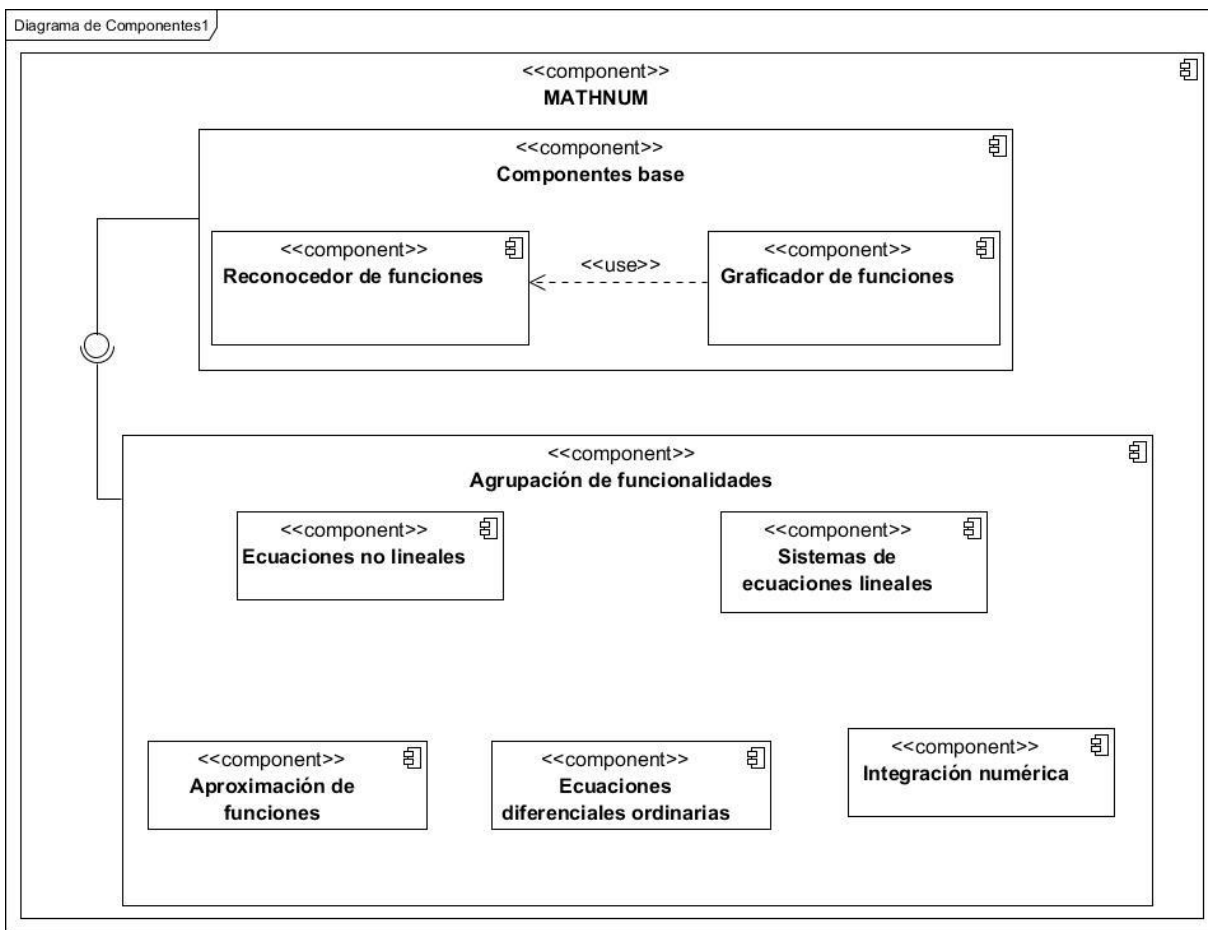 Diagrama de Componentes1
<<component>>
MATHNUM
<<component>>
Componentes base
<<component>>
Reconocedor de funciones
<<use>>
<<component>>
Graficador de funciones
<<component>>
Agrupación de funcionalidades
<<component>>
Ecuaciones no lineales
<<component>>
Sistemas de
ecuaciones lineales
<<component>>
Aproximación de
funciones
<<component>>
Ecuaciones
diferenciales ordinarias
<<component>>
Integración numérica